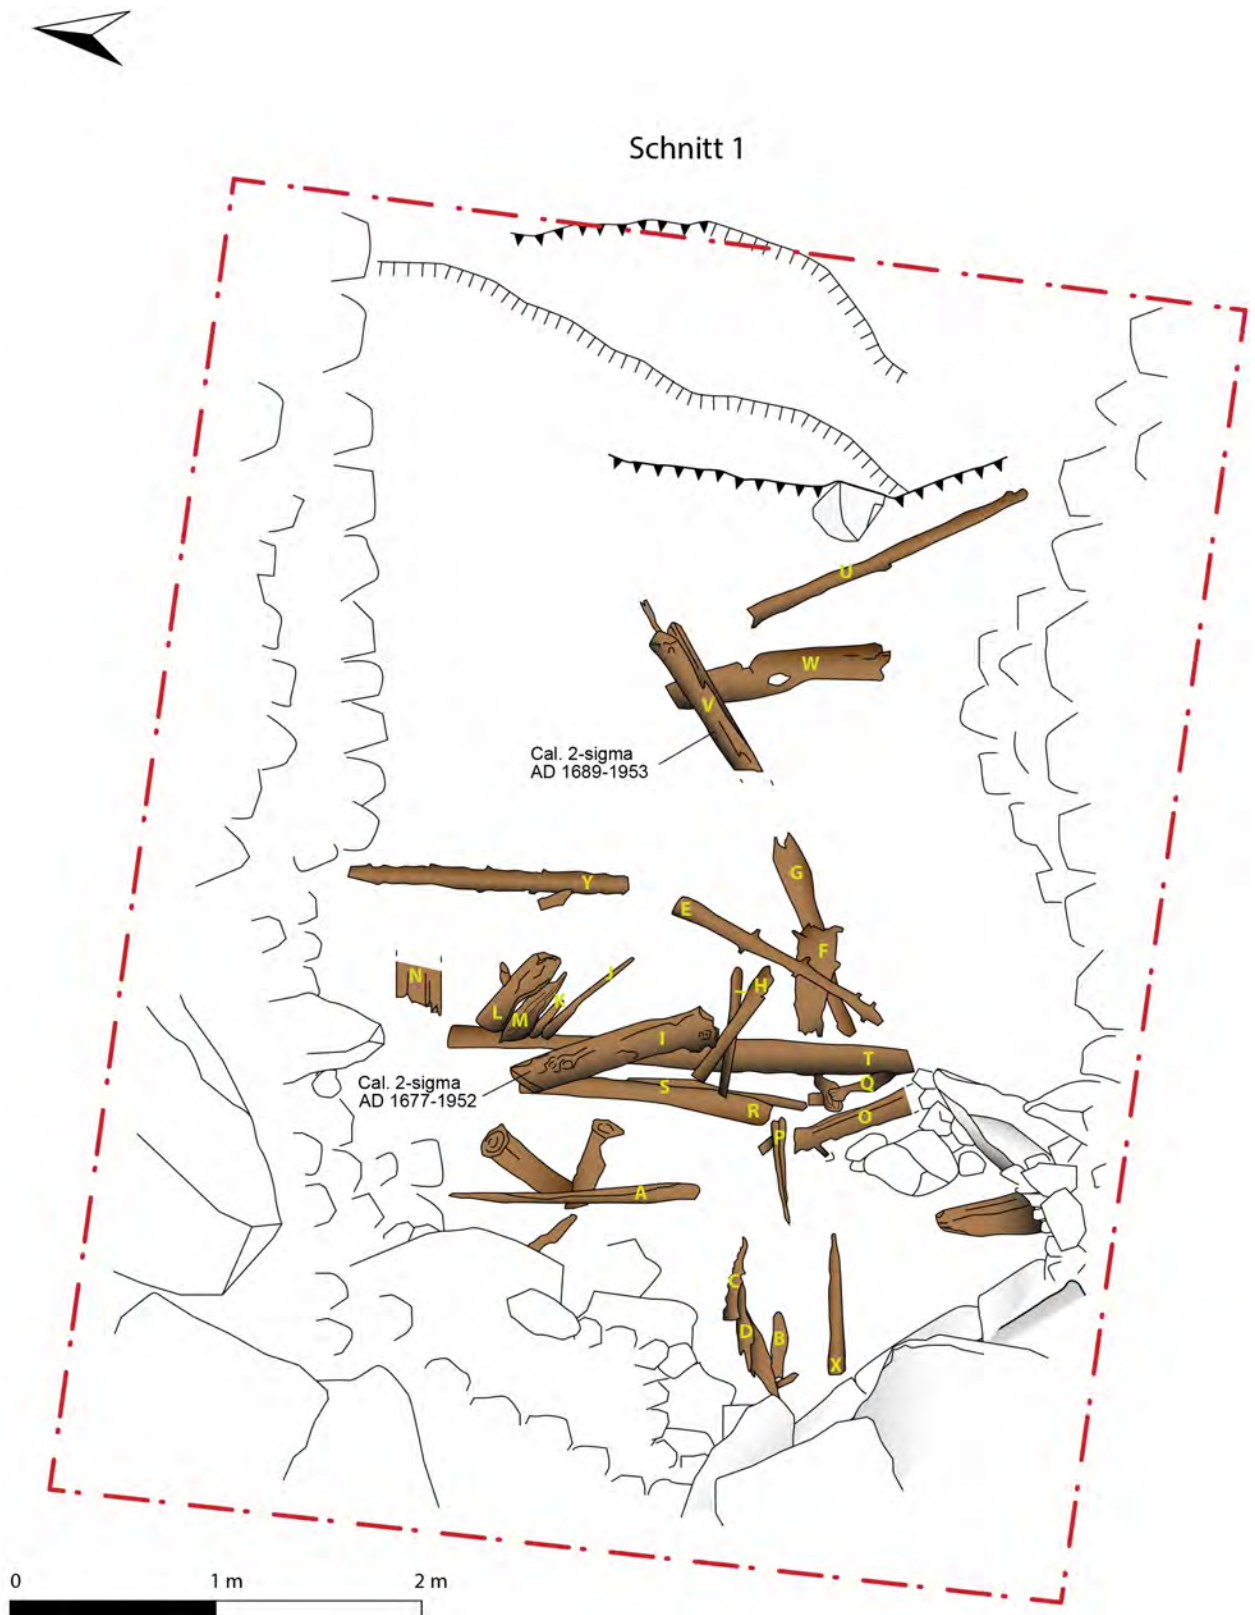 Schnitt 1
U
W
V
Cal. 2-sigma
AD 1689-1953
G
Y
E
F
N
J
H
K
L
M
I
T
Cal. 2-sigma
AD 1677-1952
S
Q
R
O
P
A
C
D
B
X
0 1 m 2 m